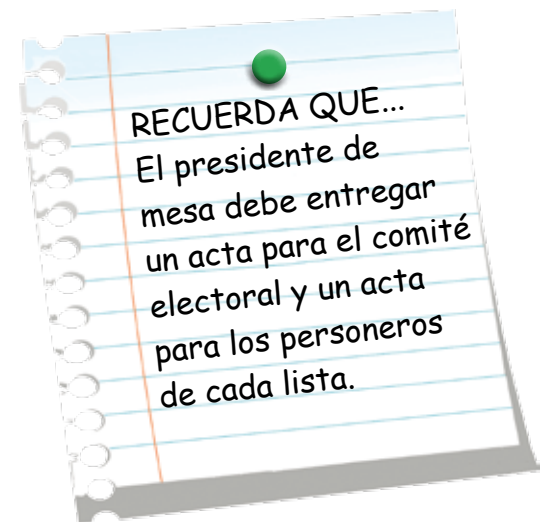 RECUERDA QUE...
El presidente de
mesa debe entregar
un acta para el comité
electoral y un acta
para los personeros
de cada lista.